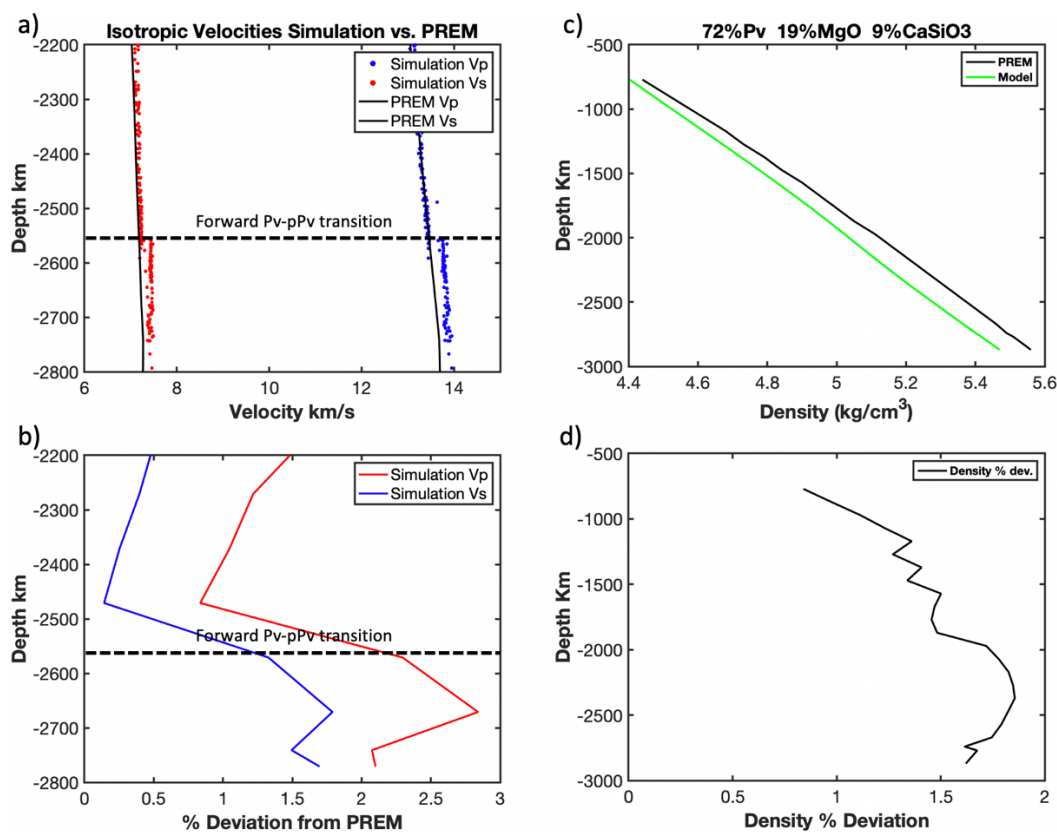 a)
Isotropic Velocities Simulation vs. PREM
-2200
-2300
-2400
-2500
-2600
-2700
-2800
Depth km
Simulation Vp
Simulation Vs
PREM Vp
PREM Vs
Forward Pv-pPv transition
6
8
10
12
14
Velocity km/s
c)
72%Pv 19%MgO 9%CaSiO3
-500
-1000
-1500
-2000
-2500
-3000
Depth Km
PREM
Model
4.4
4.6
4.8
5
5.2
5.4
5.6
Density (kg/cm³)
b)
-2200
-2300
-2400
-2500
-2600
-2700
-2800
Depth km
Simulation Vp
Simulation Vs
Forward Pv-pPv transition
0
0.5
1
1.5
2
2.5
3
% Deviation from PREM
d)
-500
-1000
-1500
-2000
-2500
-3000
Depth Km
Density % dev.
0
0.5
1
1.5
2
Density % Deviation